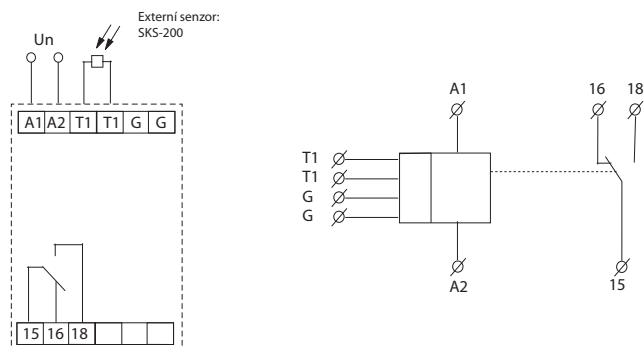 Externí senzor:
SKS-200
Un
A1 A2 T1 T1 G G
15 16 18
A1
16 18
T1
T1
G
G
A2
15